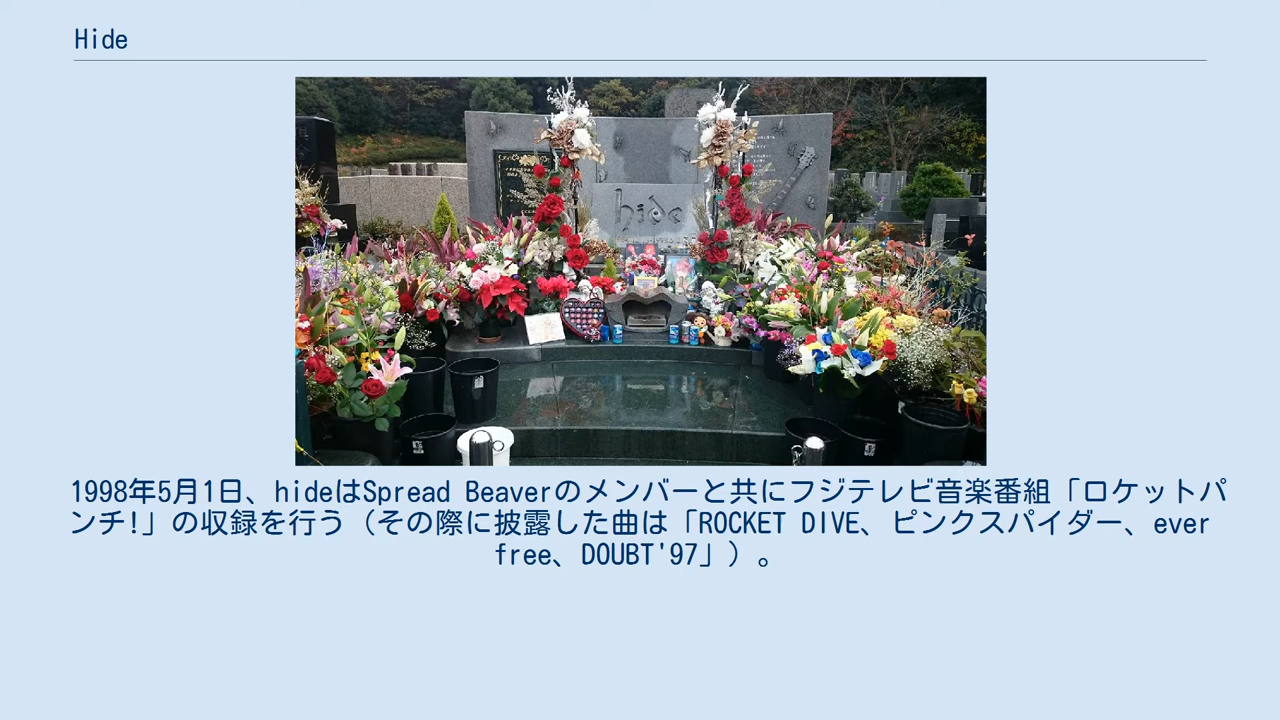 Hide
hide
1998年5月1日、hideはSpread Beaverのメンバーと共にフジテレビ音楽番組「ロケットパ
ンチ!」の収録を行う（その際に披露した曲は「ROCKET DIVE、ピンクスパイダー、ever
free、DOUBT'97」）。